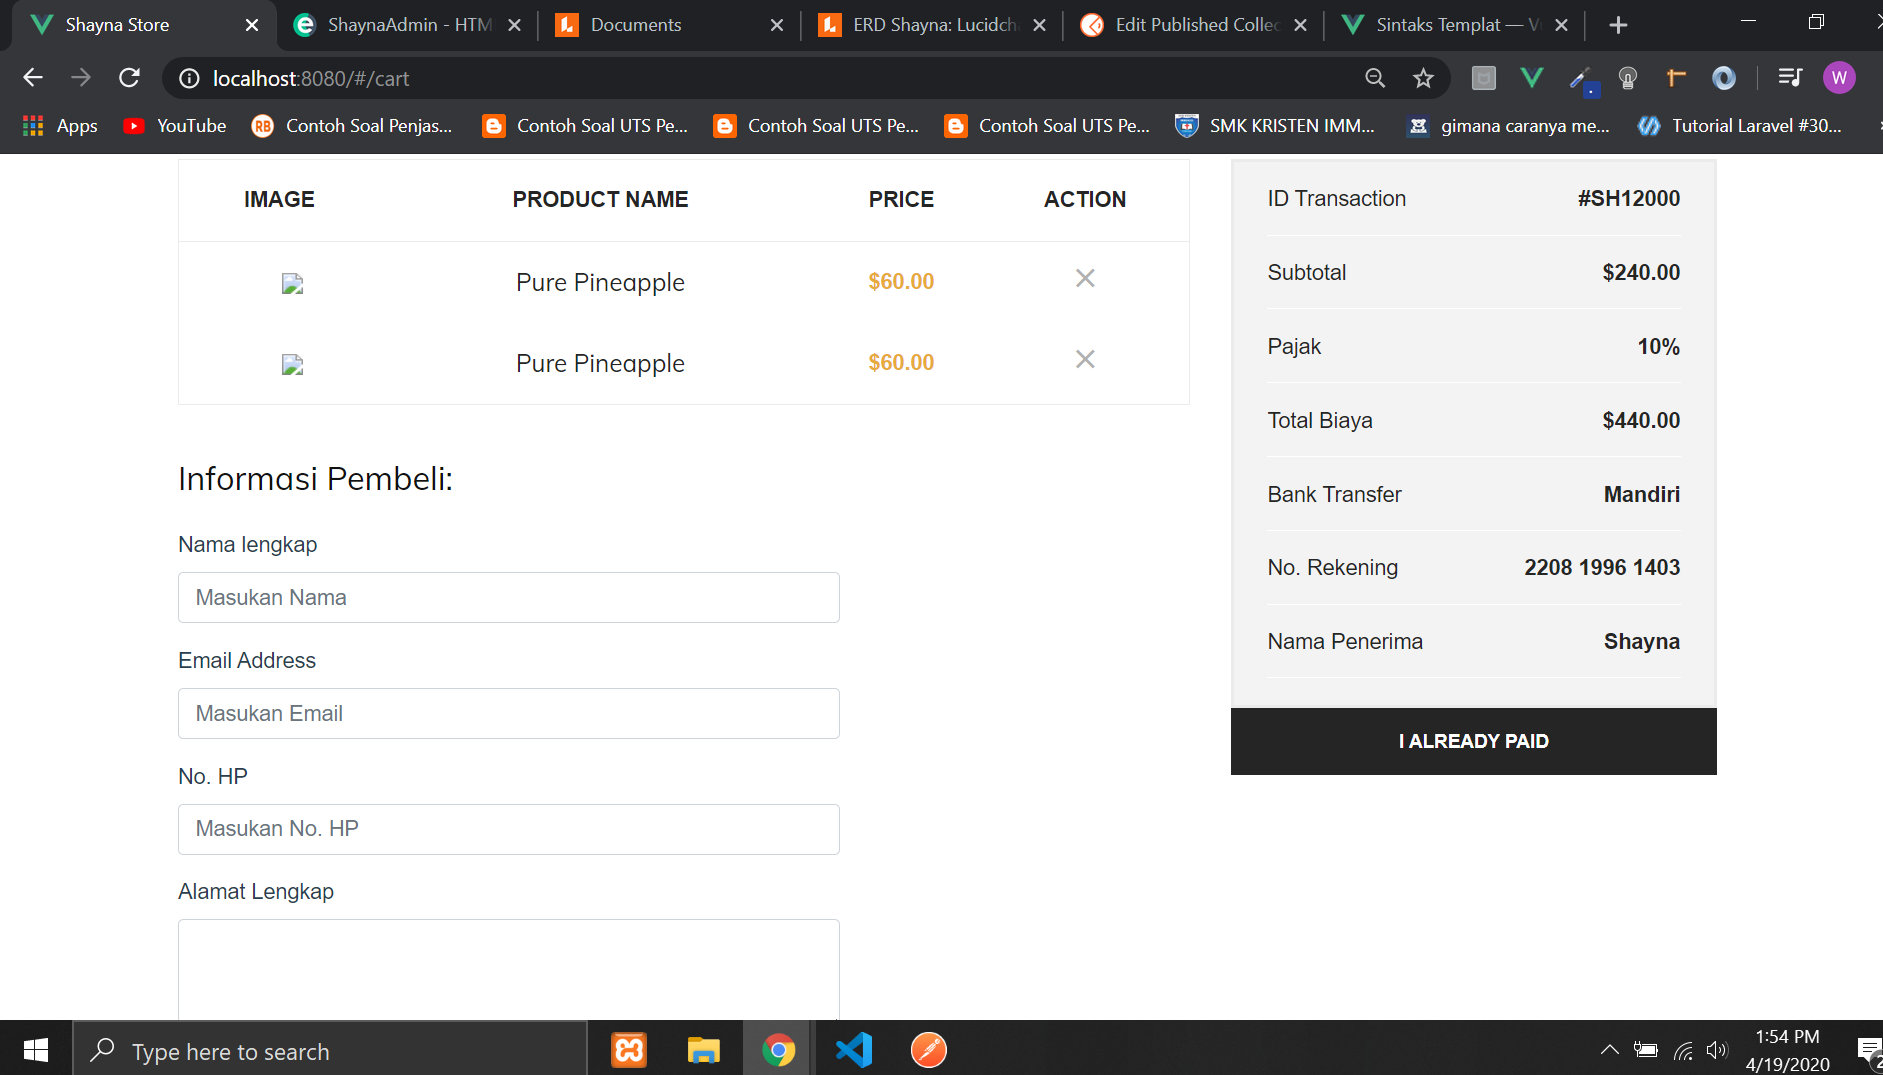 Shayna Store
ShaynaAdmin - HTM
Documents
ERD Shayna: Lucidch
Edit Published Collec
Sintaks Templat — V
localhost:8080/#/cart
W
Apps
YouTube
RB
Contoh Soal Penjas...
Contoh Soal UTS Pe...
Contoh Soal UTS Pe...
Contoh Soal UTS Pe...
SMK KRISTEN IMM...
gimana caranya me...
Tutorial Laravel #30...
IMAGE PRODUCT NAME PRICE ACTION
Pure Pineapple $60.00
Pure Pineapple $60.00
ID Transaction #SH12000
Subtotal $240.00
Pajak 10%
Total Biaya $440.00
Bank Transfer Mandiri
No. Rekening 2208 1996 1403
Nama Penerima Shayna
I ALREADY PAID
Informasi Pembeli:
Nama lengkap
Masukan Nama
Email Address
Masukan Email
No. HP
Masukan No. HP
Alamat Lengkap
Type here to search
1:54 PM
4/19/2020
2